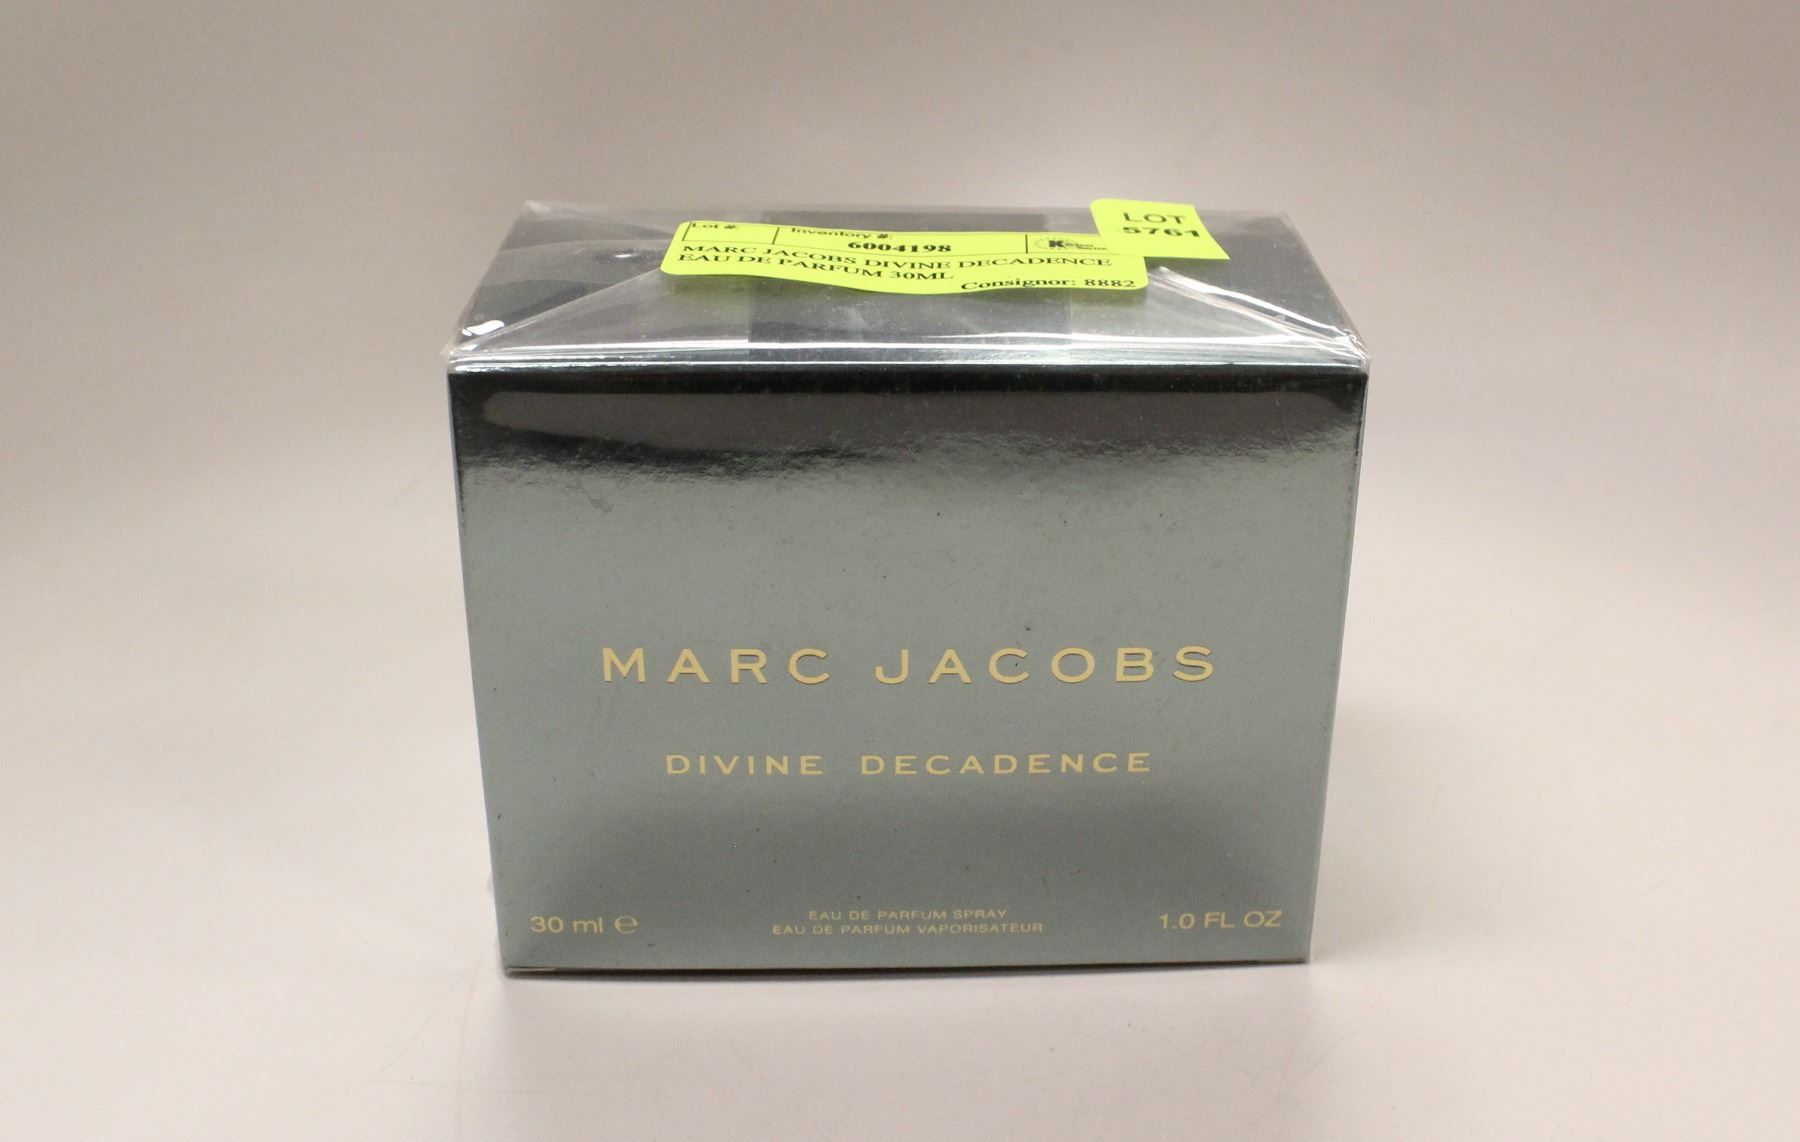 LOT
5761
Lot #:
Inventory #:
6004198
MARC JACOBS DIVINE DECADENCE
EAU DE PARFUM 30ML
Consignor: 8882
MARC JACOBS
DIVINE DECADENCE
30 ml ℮
EAU DE PARFUM SPRAY
EAU DE PARFUM VAPORISATEUR
1.0 FL OZ